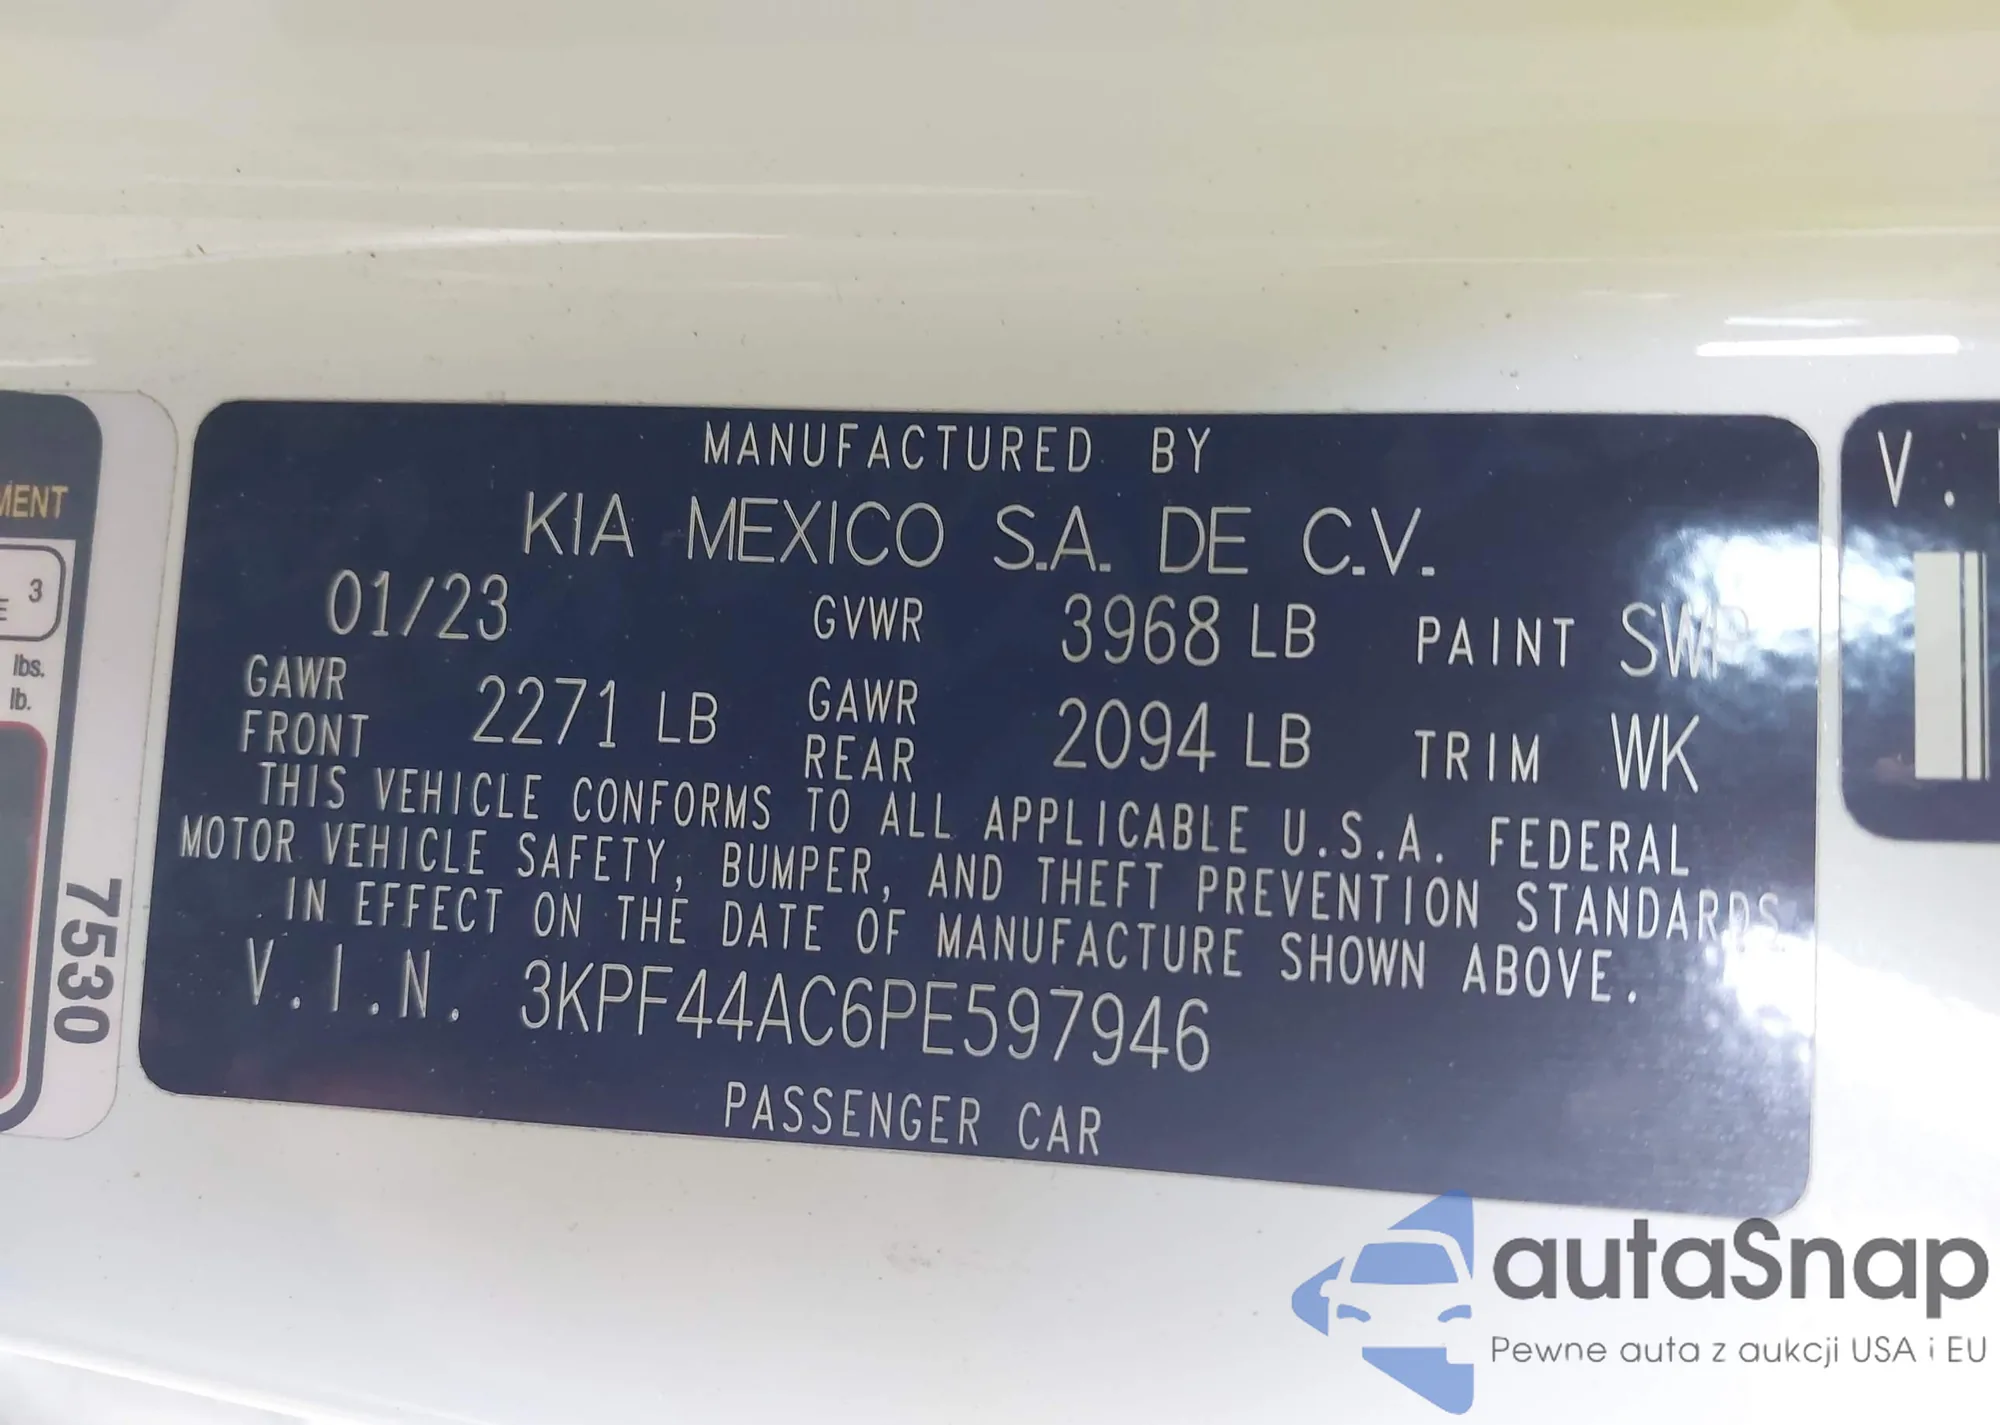 MANUFACTURED BY
KIA MEXICO S.A. DE C.V.
01/23 GVWR 3968 LB PAINT SWP
GAWR FRONT 2271 LB GAWR REAR 2094 LB TRIM WK
THIS VEHICLE CONFORMS TO ALL APPLICABLE U.S.A. FEDERAL
MOTOR VEHICLE SAFETY, BUMPER, AND THEFT PREVENTION STANDARDS
IN EFFECT ON THE DATE OF MANUFACTURE SHOWN ABOVE.
V.I.N. 3KPF44AC6PE597946
PASSENGER CAR
MENT
3
E
lbs.
lb.
7530
V.
autaSnap
Pewne auta z aukcji USA i EU